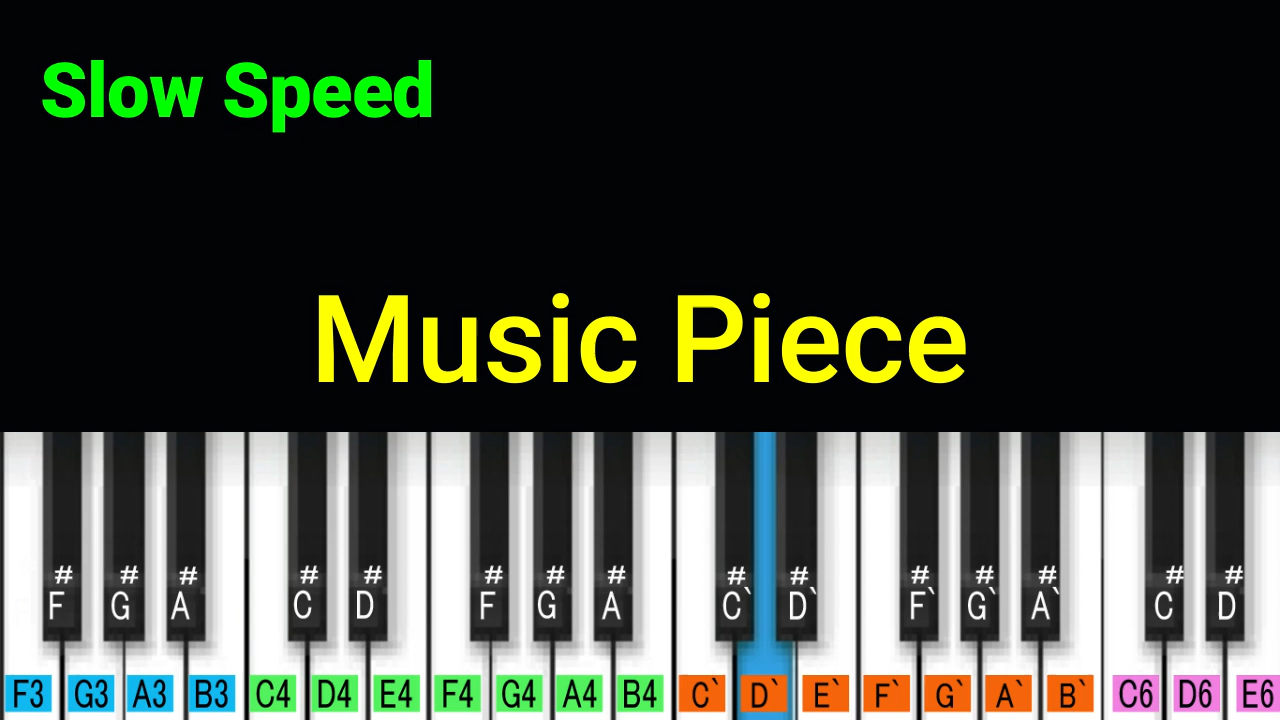 Slow Speed
Music Piece
# # # # # # # # # # # # # # #
F G A C D F G A C` D` F` G` A` C D
F3 G3 A3 B3 C4 D4 E4 F4 G4 A4 B4 C` D` E` F` G` A` B` C6 D6 E6